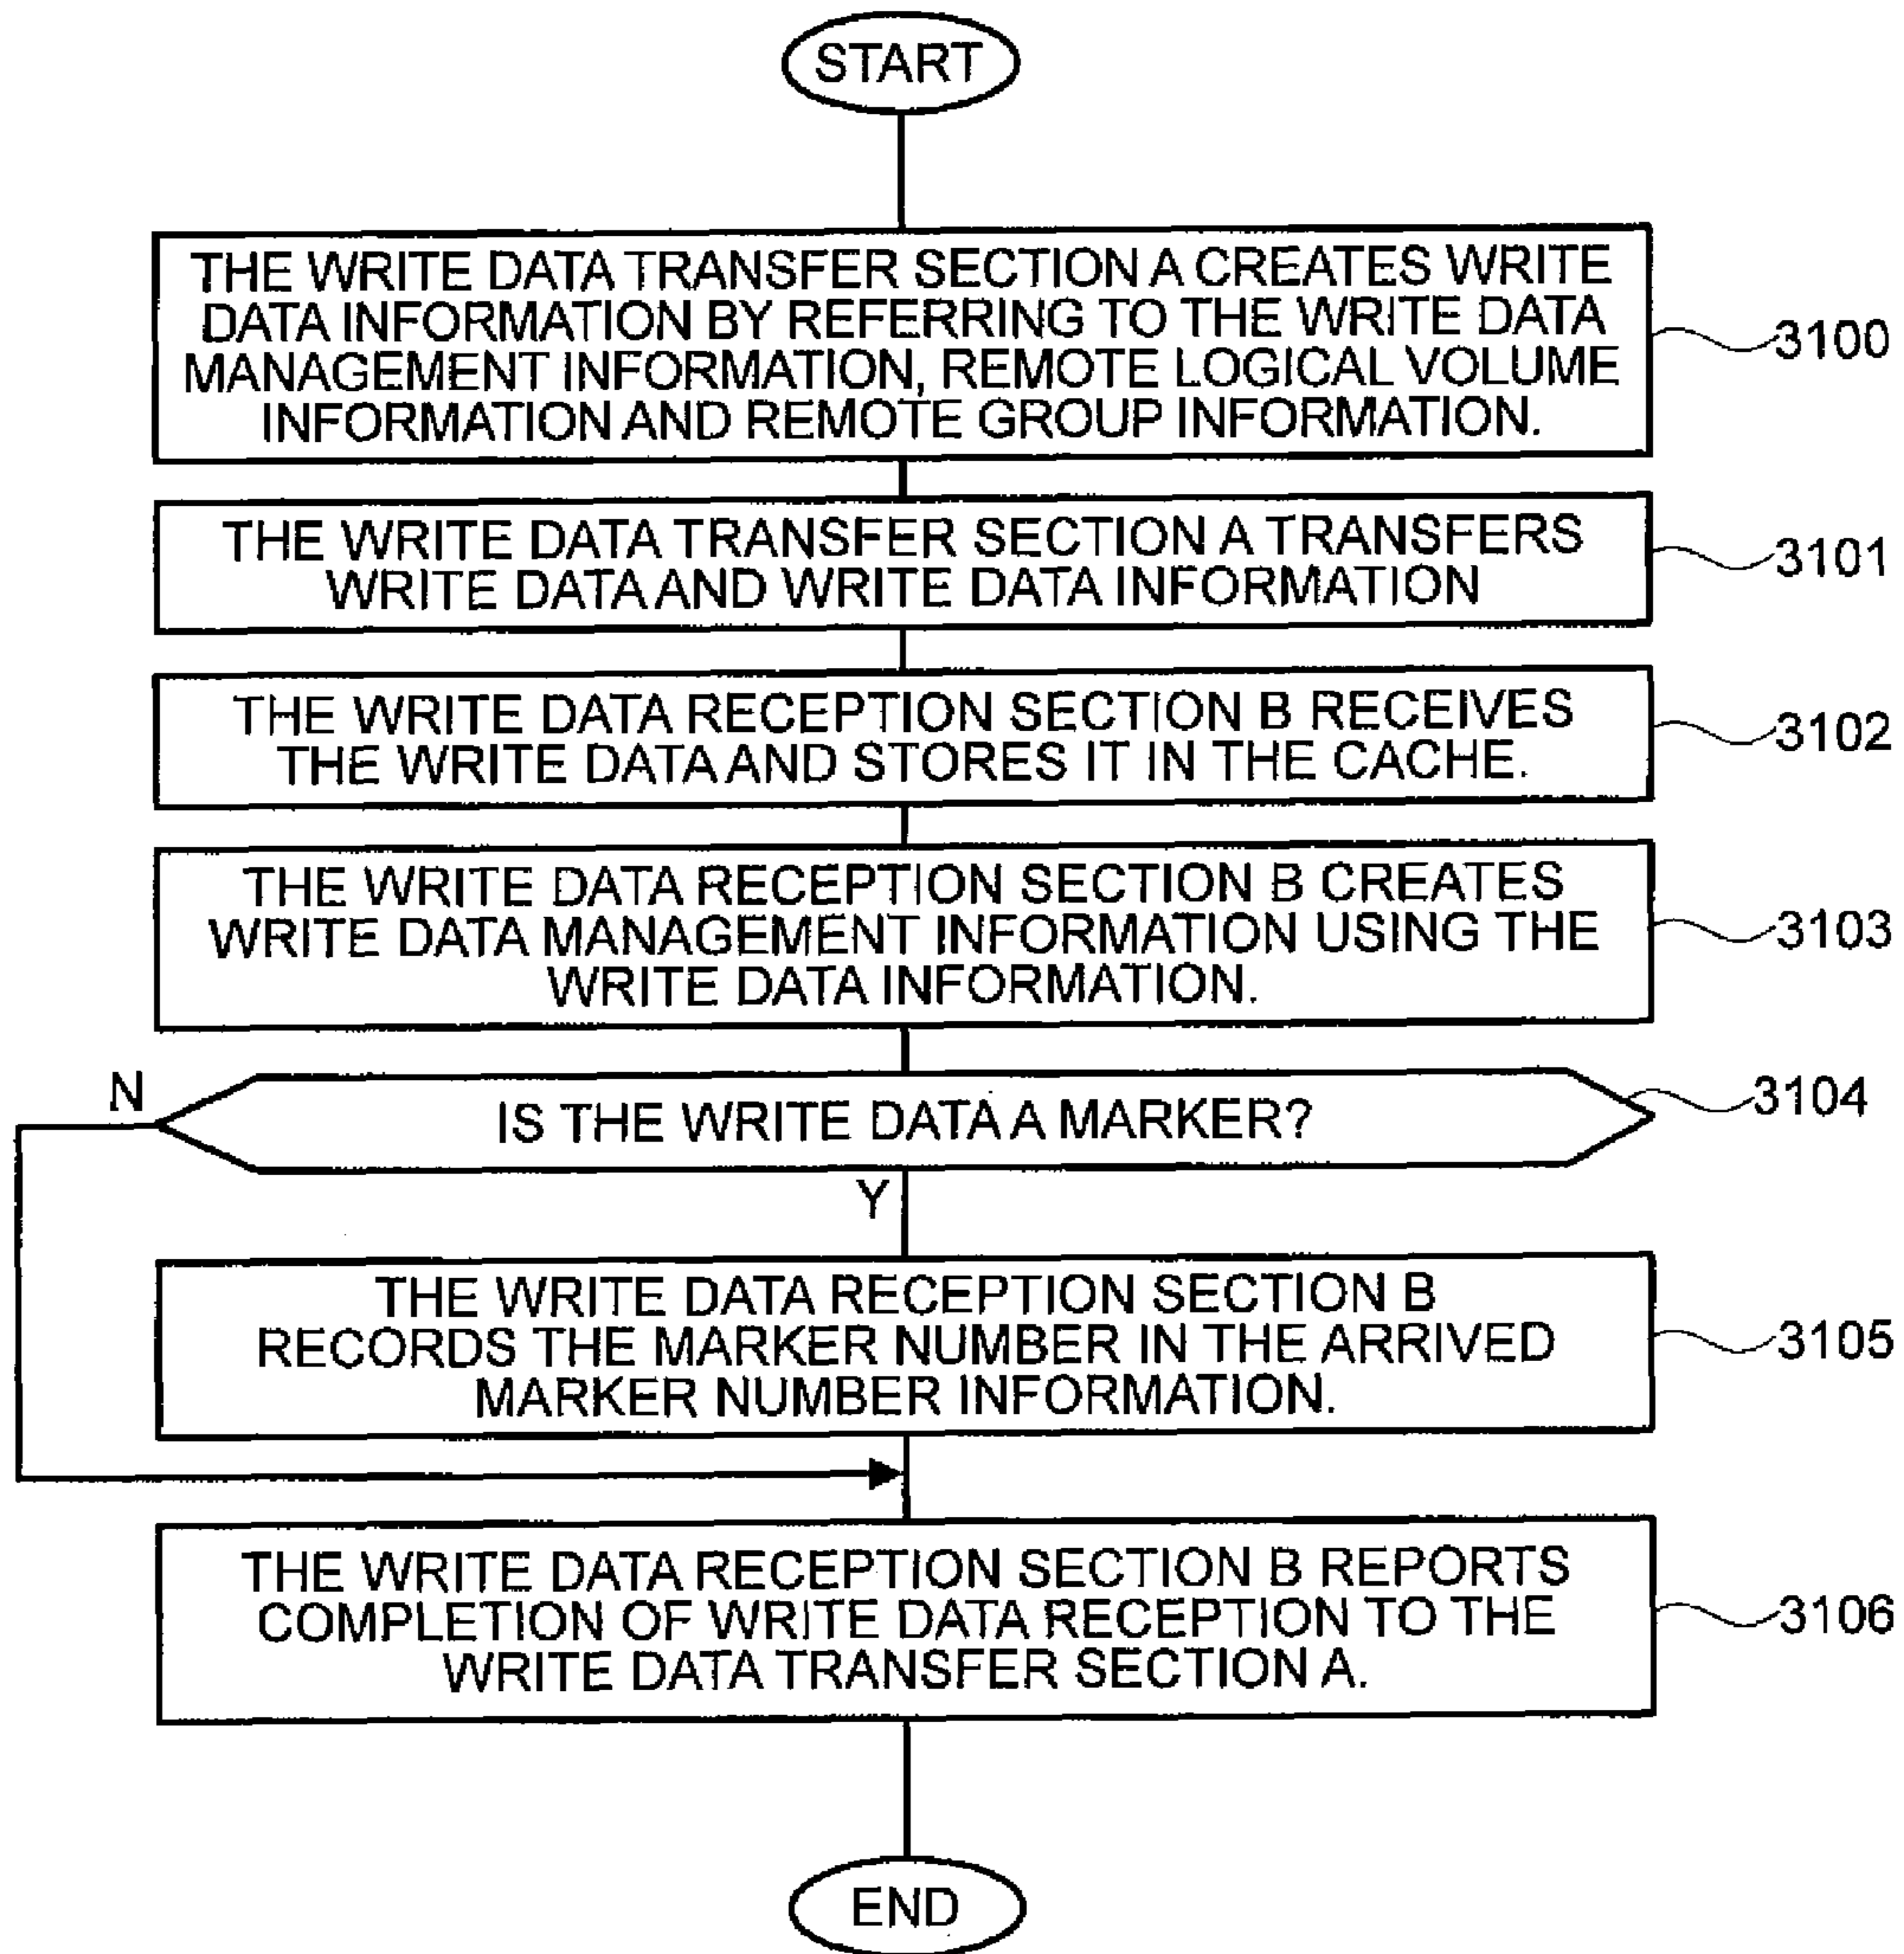 START
THE WRITE DATA TRANSFER SECTION A CREATES WRITE
DATA INFORMATION BY REFERRING TO THE WRITE DATA
MANAGEMENT INFORMATION, REMOTE LOGICAL VOLUME
INFORMATION AND REMOTE GROUP INFORMATION.
3100
THE WRITE DATA TRANSFER SECTION A TRANSFERS
WRITE DATA AND WRITE DATA INFORMATION
3101
THE WRITE DATA RECEPTION SECTION B RECEIVES
THE WRITE DATA AND STORES IT IN THE CACHE.
3102
THE WRITE DATA RECEPTION SECTION B CREATES
WRITE DATA MANAGEMENT INFORMATION USING THE
WRITE DATA INFORMATION.
3103
N
IS THE WRITE DATA A MARKER?
3104
Y
THE WRITE DATA RECEPTION SECTION B
RECORDS THE MARKER NUMBER IN THE ARRIVED
MARKER NUMBER INFORMATION.
3105
THE WRITE DATA RECEPTION SECTION B REPORTS
COMPLETION OF WRITE DATA RECEPTION TO THE
WRITE DATA TRANSFER SECTION A.
3106
END